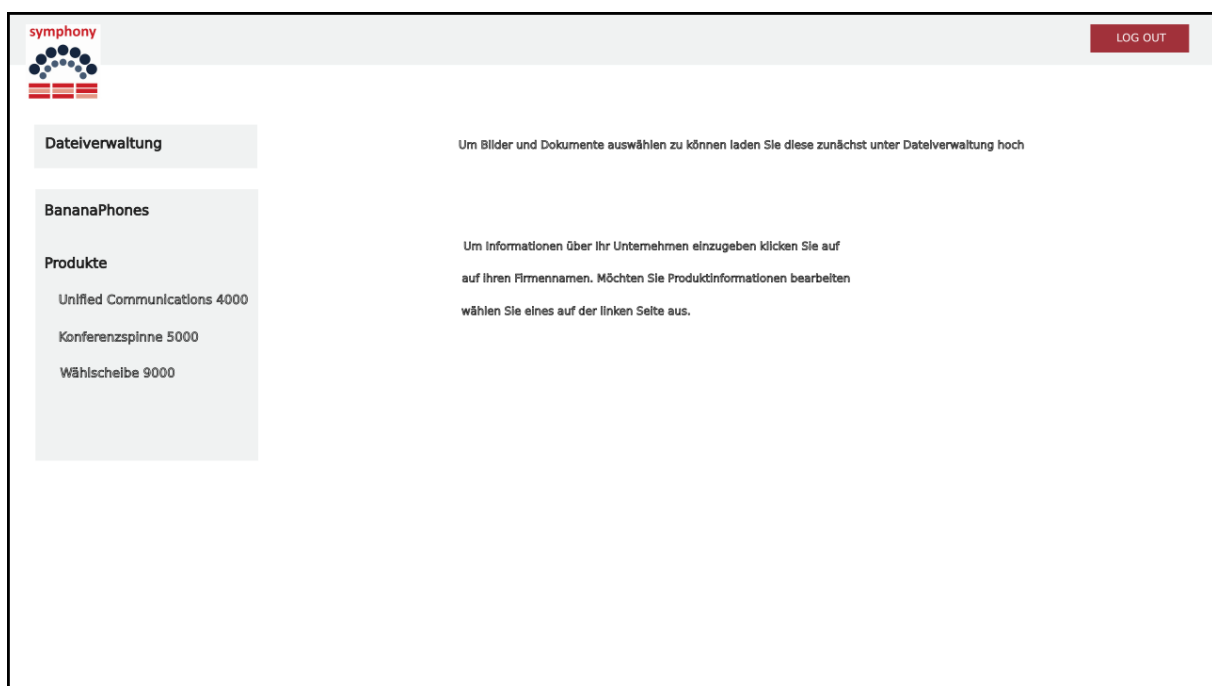 symphony
LOG OUT
Dateiverwaltung
Um Bilder und Dokumente auswählen zu können laden Sie diese zunächst unter Dateiverwaltung hoch
BananaPhones
Produkte
Unified Communications 4000
Konferenzspinne 5000
Wählscheibe 9000
Um Informationen über Ihr Unternehmen einzugeben klicken Sie auf
auf ihren Firmennamen. Möchten Sie Produktinformationen bearbeiten
wählen Sie eines auf der linken Seite aus.